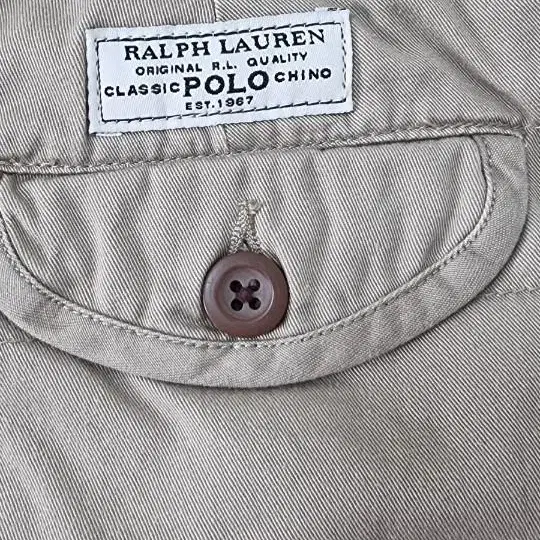 RALPH LAUREN
ORIGINAL R.L. QUALITY
CLASSIC POLO CHINO
EST. 1967